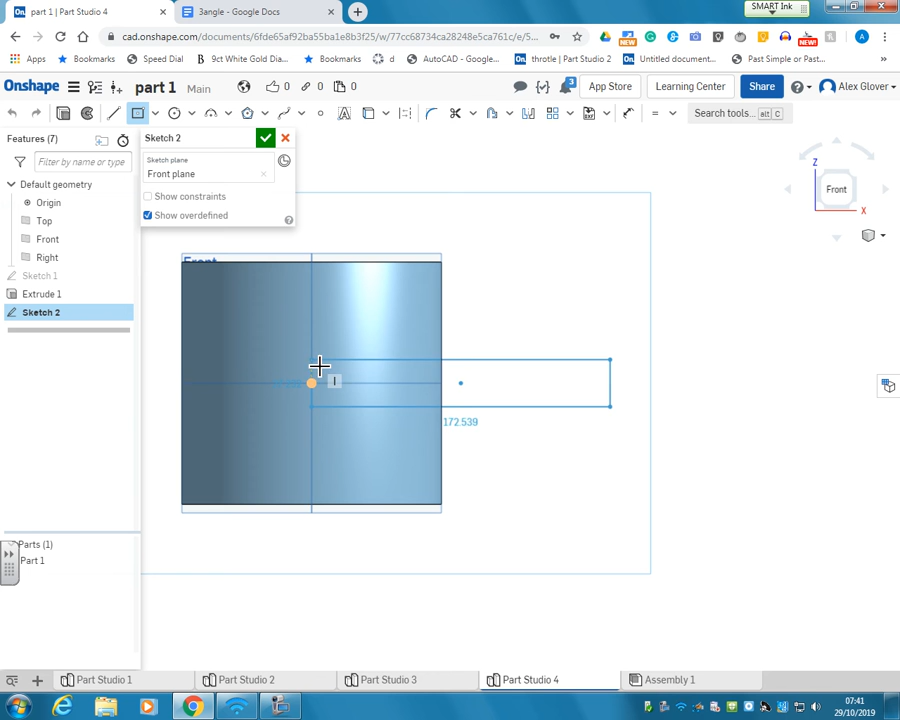 part 1 | Part Studio 4
3angle - Google Docs
SMART Ink
cad.onshape.com/documents/6fde65af92ba55ba1e8b3f25/w/77cc68734ca28248e5ca761c/e/5...
Apps
Bookmarks
Speed Dial
9ct White Gold Dia...
Bookmarks
d
AutoCAD - Google...
throtle | Part Studio 2
Untitled document...
Past Simple or Past...
»
NEW
NEW!
Onshape
part 1
Main
0
0
0
3
App Store
Learning Center
Share
Alex Glover
Search tools...
alt C
Features (7)
Filter by name or type
Default geometry
Origin
Top
Front
Right
Sketch 1
Extrude 1
Sketch 2
Sketch 2
Sketch plane
Front plane
Show constraints
Show overdefined
Front
172.539
Z
Front
X
Parts (1)
Part 1
Part Studio 1
Part Studio 2
Part Studio 3
Part Studio 4
Assembly 1
07:41
29/10/2019